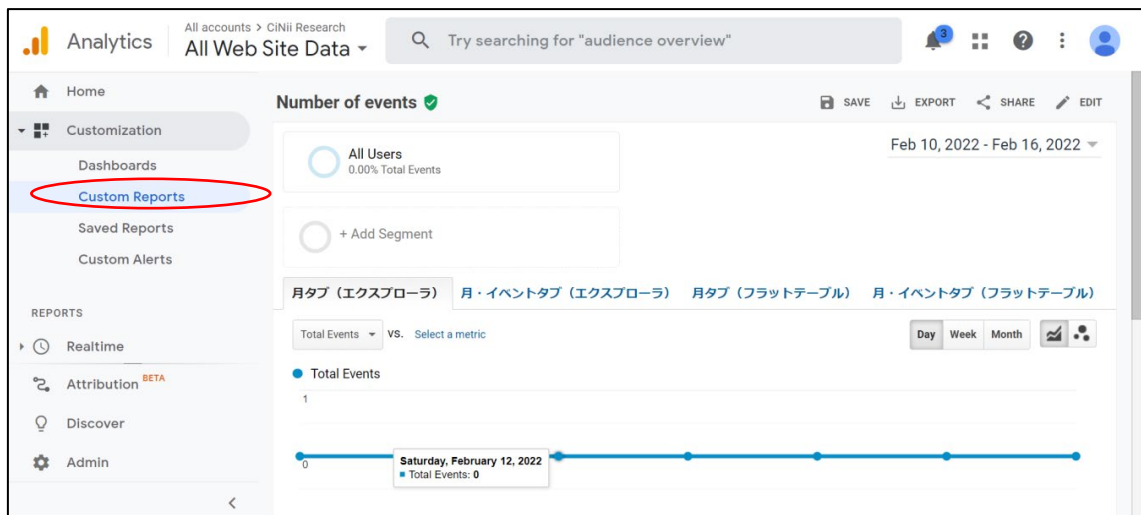 Analytics
All accounts > CiNii Research
All Web Site Data
Try searching for "audience overview"
3
Home
Customization
Dashboards
Custom Reports
Saved Reports
Custom Alerts
REPORTS
Realtime
Attribution BETA
Discover
Admin
Number of events
SAVE EXPORT SHARE EDIT
All Users
0.00% Total Events
Feb 10, 2022 - Feb 16, 2022
+ Add Segment
月タブ（エクスプローラ） 月・イベントタブ（エクスプローラ） 月タブ（フラットテーブル） 月・イベントタブ（フラットテーブル）
Total Events VS. Select a metric
Day Week Month
Total Events
1
0
Saturday, February 12, 2022
Total Events: 0